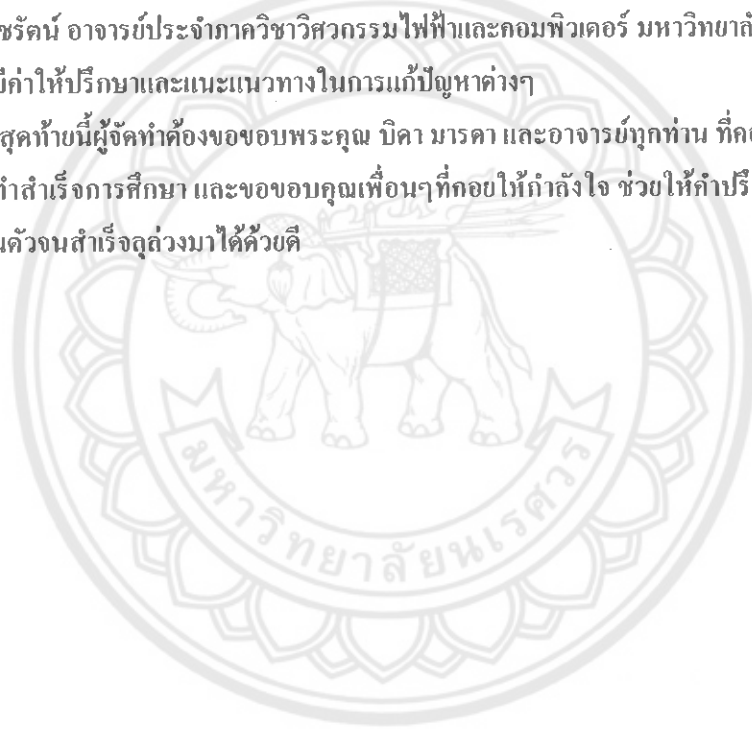 ชรัตน์ อาจารย์ประจำภาควิชาวิศวกรรมไฟฟ้าและคอมพิวเตอร์ มหาวิทยาลั
มีค่าให้ปรึกษาและแนะแนวทางในการแก้ปัญหาต่างๆ
สุดท้ายนี้ผู้จัดทำต้องขอขอบพระคุณ บิดา มารดา และอาจารย์ทุกท่าน ที่คอ
ทำสำเร็จการศึกษา และขอขอบคุณเพื่อนๆที่คอยให้กำลังใจ ช่วยให้คำปรึ
นตัวจนสำเร็จลุล่วงมาได้ด้วยดี
มหาวิทยาลัยนเรศวร